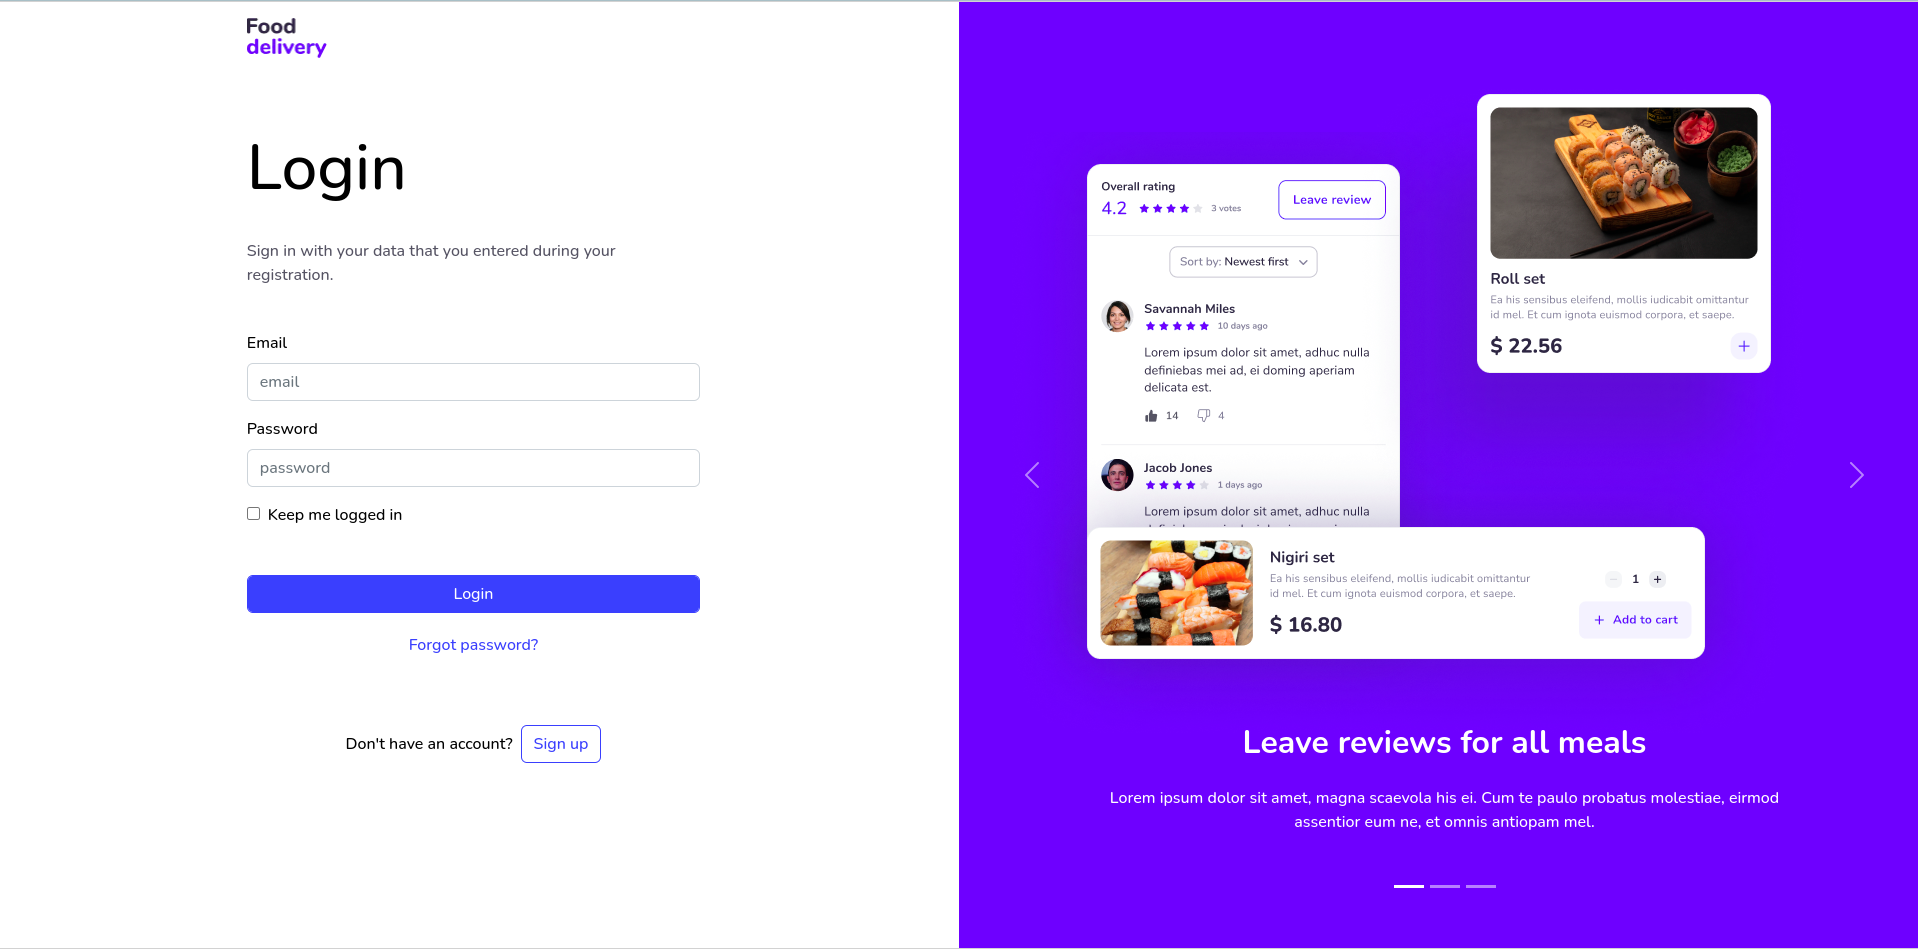 Food
delivery
Login
Sign in with your data that you entered during your
registration.
Email
email
Password
password
Keep me logged in
Login
Forgot password?
Don't have an account? Sign up
Overall rating
4.2 3 votes
Leave review
Sort by: Newest first
Savannah Miles
10 days ago
Lorem ipsum dolor sit amet, adhuc nulla
definiebas mei ad, ei doming aperiam
delicata est.
14 4
Jacob Jones
1 days ago
Lorem ipsum dolor sit amet, adhuc nulla
Roll set
Ea his sensibus eleifend, mollis iudicabit omittantur
id mel. Et cum ignota euismod corpora, et saepe.
$ 22.56 +
Nigiri set
Ea his sensibus eleifend, mollis iudicabit omittantur
id mel. Et cum ignota euismod corpora, et saepe.
$ 16.80
− 1 +
+ Add to cart
Leave reviews for all meals
Lorem ipsum dolor sit amet, magna scaevola his ei. Cum te paulo probatus molestiae, eirmod
assentior eum ne, et omnis antiopam mel.